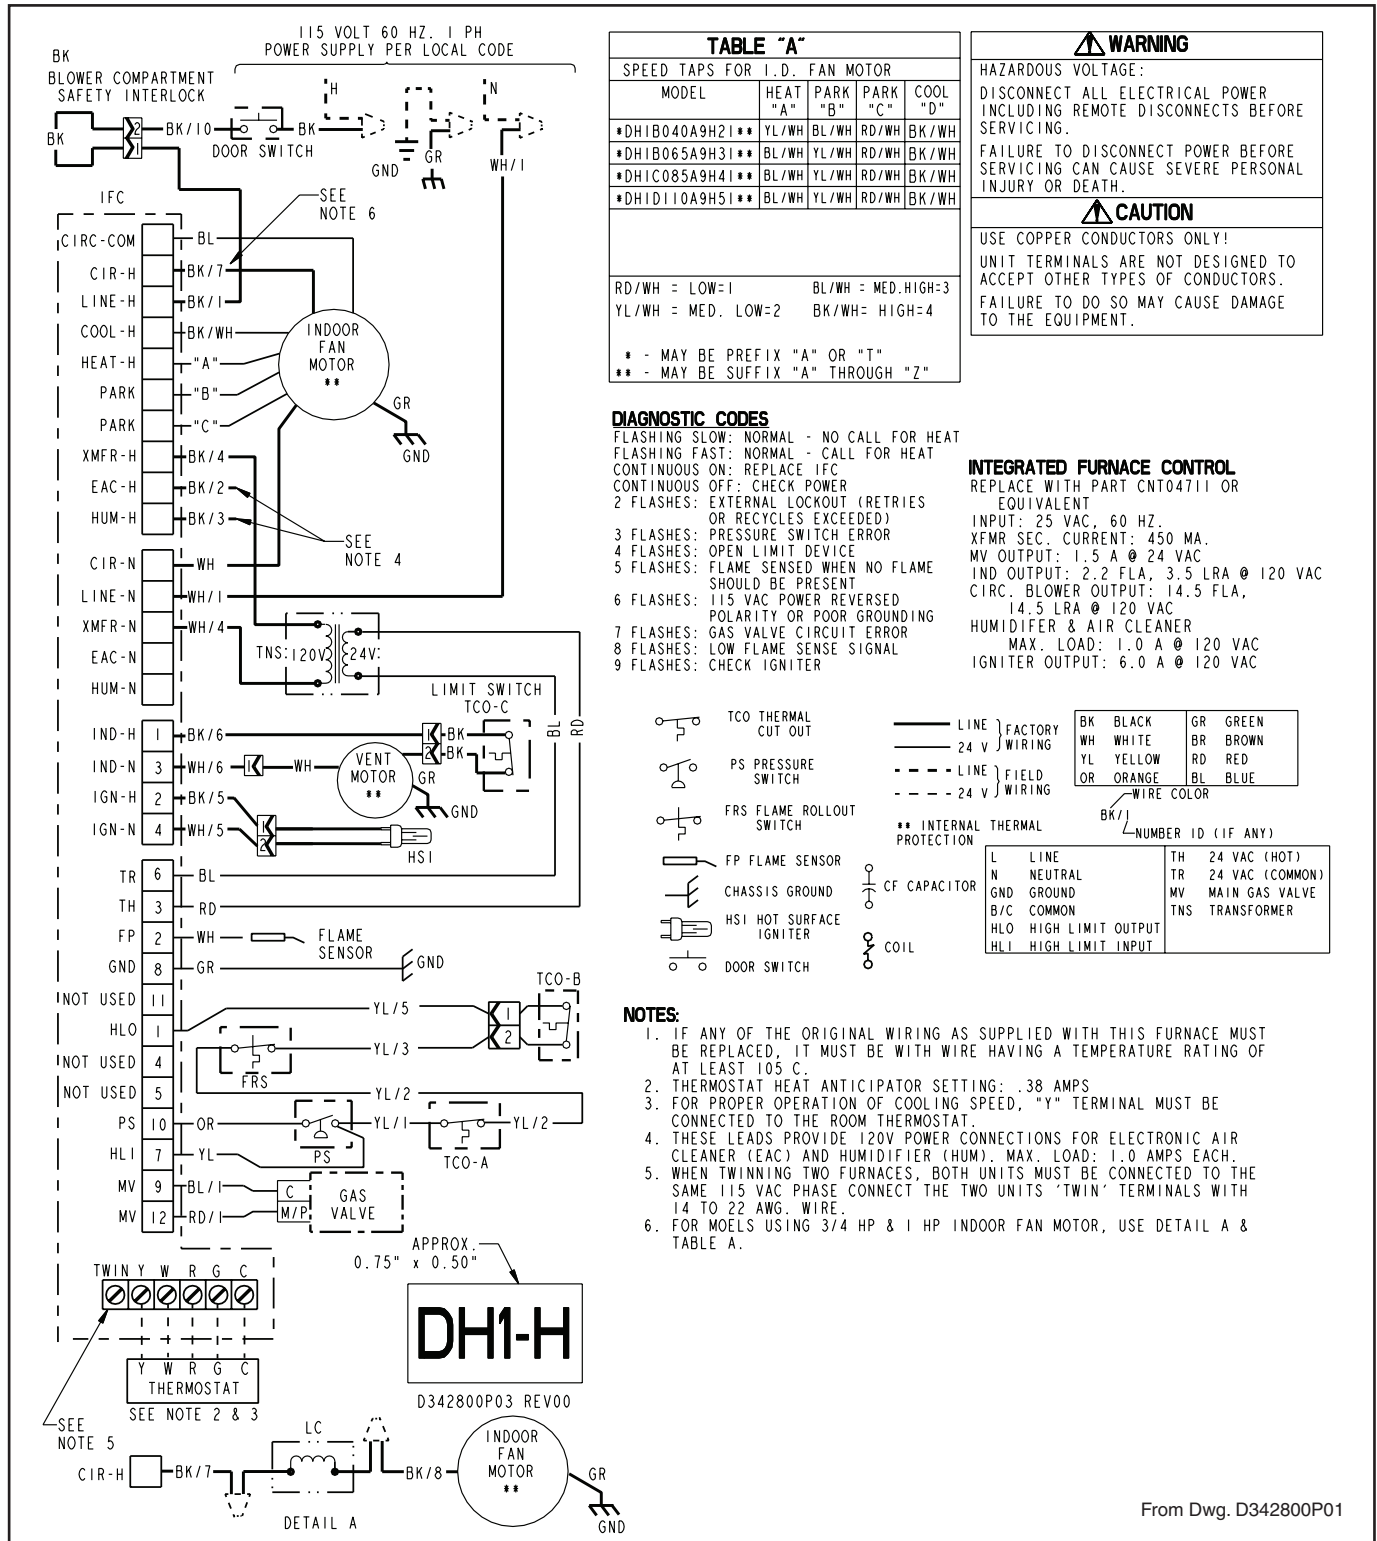 115 VOLT 60 HZ. 1 PH
POWER SUPPLY PER LOCAL CODE
BK
BLOWER COMPARTMENT
SAFETY INTERLOCK
BK
2
1
BK/10
DOOR SWITCH
BK
H
N
GND
GR
WH/1
SEE
NOTE 6
IFC
CIRC-COM
BL
CIR-H
BK/7
LINE-H
BK/1
COOL-H
BK/WH
HEAT-H
"A"
PARK
"B"
PARK
"C"
XMFR-H
BK/4
EAC-H
BK/2
HUM-H
BK/3
INDOOR
FAN
MOTOR
**
GR
GND
SEE
NOTE 4
CIR-N
WH
LINE-N
WH/1
XMFR-N
WH/4
EAC-N
HUM-N
TNS
120V
24V
BL
RD
LIMIT SWITCH
TCO-C
IND-H
1
BK/6
1
BK
2
BK
IND-N
3
WH/6
1
WH
VENT
MOTOR
**
GR
GND
IGN-H
2
BK/5
IGN-N
4
WH/5
1
2
HSI
TR
6
BL
TH
3
RD
FP
2
WH
FLAME
SENSOR
GND
8
GR
GND
NOT USED
11
HLO
1
YL/5
1
2
TCO-B
YL/3
FRS
NOT USED
4
NOT USED
5
YL/2
PS
10
OR
PS
YL/1
TCO-A
YL/2
HLI
7
YL
MV
9
BL/1
C
GAS
VALVE
MV
12
RD/1
M/P
TWIN Y W R G C
Y W R G C
THERMOSTAT
SEE NOTE 2 & 3
SEE
NOTE 5
APPROX.
0.75" x 0.50"
DH1-H
D342800P03 REV00
CIR-H
BK/7
LC
BK/8
INDOOR
FAN
MOTOR
**
GR
GND
DETAIL A
TABLE "A"
SPEED TAPS FOR I.D. FAN MOTOR
MODEL HEAT "A" PARK "B" PARK "C" COOL "D"
*DH1B040A9H21** YL/WH BL/WH RD/WH BK/WH
*DH1B065A9H31** BL/WH YL/WH RD/WH BK/WH
*DH1C085A9H41** BL/WH YL/WH RD/WH BK/WH
*DH1D110A9H51** BL/WH YL/WH RD/WH BK/WH
RD/WH = LOW=1 BL/WH = MED.HIGH=3
YL/WH = MED. LOW=2 BK/WH= HIGH=4
* - MAY BE PREFIX "A" OR "T"
** - MAY BE SUFFIX "A" THROUGH "Z"
WARNING
HAZARDOUS VOLTAGE:
DISCONNECT ALL ELECTRICAL POWER
INCLUDING REMOTE DISCONNECTS BEFORE
SERVICING.
FAILURE TO DISCONNECT POWER BEFORE
SERVICING CAN CAUSE SEVERE PERSONAL
INJURY OR DEATH.
CAUTION
USE COPPER CONDUCTORS ONLY!
UNIT TERMINALS ARE NOT DESIGNED TO
ACCEPT OTHER TYPES OF CONDUCTORS.
FAILURE TO DO SO MAY CAUSE DAMAGE
TO THE EQUIPMENT.
DIAGNOSTIC CODES
FLASHING SLOW: NORMAL - NO CALL FOR HEAT
FLASHING FAST: NORMAL - CALL FOR HEAT
CONTINUOUS ON: REPLACE IFC
CONTINUOUS OFF: CHECK POWER
2 FLASHES: EXTERNAL LOCKOUT (RETRIES
OR RECYCLES EXCEEDED)
3 FLASHES: PRESSURE SWITCH ERROR
4 FLASHES: OPEN LIMIT DEVICE
5 FLASHES: FLAME SENSED WHEN NO FLAME
SHOULD BE PRESENT
6 FLASHES: 115 VAC POWER REVERSED
POLARITY OR POOR GROUNDING
7 FLASHES: GAS VALVE CIRCUIT ERROR
8 FLASHES: LOW FLAME SENSE SIGNAL
9 FLASHES: CHECK IGNITER
INTEGRATED FURNACE CONTROL
REPLACE WITH PART CNT04711 OR
EQUIVALENT
INPUT: 25 VAC, 60 HZ.
XFMR SEC. CURRENT: 450 MA.
MV OUTPUT: 1.5 A @ 24 VAC
IND OUTPUT: 2.2 FLA, 3.5 LRA @ 120 VAC
CIRC. BLOWER OUTPUT: 14.5 FLA,
14.5 LRA @ 120 VAC
HUMIDIFER & AIR CLEANER
MAX. LOAD: 1.0 A @ 120 VAC
IGNITER OUTPUT: 6.0 A @ 120 VAC
TCO THERMAL
CUT OUT
PS PRESSURE
SWITCH
FRS FLAME ROLLOUT
SWITCH
FP FLAME SENSOR
CHASSIS GROUND
HSI HOT SURFACE
IGNITER
DOOR SWITCH
CF CAPACITOR
COIL
LINE
24 V
FACTORY
WIRING
LINE
24 V
FIELD
WIRING
** INTERNAL THERMAL
PROTECTION
BK BLACK GR GREEN
WH WHITE BR BROWN
YL YELLOW RD RED
OR ORANGE BL BLUE
WIRE COLOR
BK/1
NUMBER ID (IF ANY)
L LINE TH 24 VAC (HOT)
N NEUTRAL TR 24 VAC (COMMON)
GND GROUND MV MAIN GAS VALVE
B/C COMMON TNS TRANSFORMER
HLO HIGH LIMIT OUTPUT
HLI HIGH LIMIT INPUT
NOTES:
1. IF ANY OF THE ORIGINAL WIRING AS SUPPLIED WITH THIS FURNACE MUST
BE REPLACED, IT MUST BE WITH WIRE HAVING A TEMPERATURE RATING OF
AT LEAST 105 C.
2. THERMOSTAT HEAT ANTICIPATOR SETTING: .38 AMPS
3. FOR PROPER OPERATION OF COOLING SPEED, "Y" TERMINAL MUST BE
CONNECTED TO THE ROOM THERMOSTAT.
4. THESE LEADS PROVIDE 120V POWER CONNECTIONS FOR ELECTRONIC AIR
CLEANER (EAC) AND HUMIDIFIER (HUM). MAX. LOAD: 1.0 AMPS EACH.
5. WHEN TWINNING TWO FURNACES, BOTH UNITS MUST BE CONNECTED TO THE
SAME 115 VAC PHASE CONNECT THE TWO UNITS 'TWIN' TERMINALS WITH
14 TO 22 AWG. WIRE.
6. FOR MOELS USING 3/4 HP & 1 HP INDOOR FAN MOTOR, USE DETAIL A &
TABLE A.
From Dwg. D342800P01